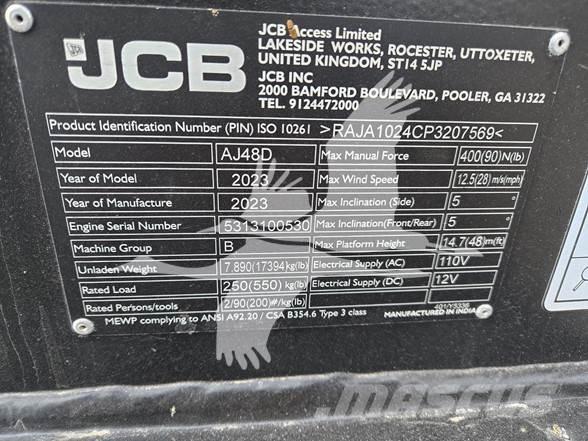 JCB
JCB Access Limited
LAKESIDE WORKS, ROCESTER, UTTOXETER,
UNITED KINGDOM, ST14 5JP
JCB INC
2000 BAMFORD BOULEVARD, POOLER, GA 31322
TEL. 9124472000
Product Identification Number (PIN) ISO 10261 >RAJA1024CP3207569<
Model AJ48D Max Manual Force 400(90)N(lb)
Year of Model 2023 Max Wind Speed 12.5(28)m/s(mph)
Year of Manufacture 2023 Max Inclination (Side) 5 °
Engine Serial Number 5313100530 Max Inclination(Front/Rear) 5 °
Machine Group B Max Platform Height 14.7(48)m(ft)
Unladen Weight 7,890(17394)kg(lb) Electrical Supply (AC) 110V
Rated Load 250(550)kg(lb) Electrical Supply (DC) 12V
Rated Persons/tools 2/90(200)#/kg(lb)
401/Y5336
MEWP complying to ANSI A92.20 / CSA B354.6 Type 3 class MANUFACTURED IN INDIA
MASCUS